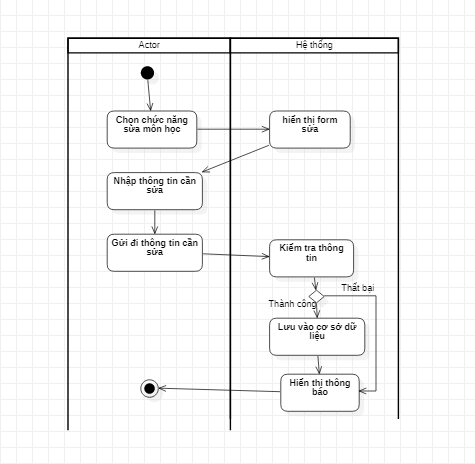 Actor
Hệ thống
Chọn chức năng
sửa môn học
hiển thị form
sửa
Nhập thông tin cần
sửa
Gửi đi thông tin cần
sửa
Kiểm tra thông
tin
Thất bại
Thành công
Lưu vào cơ sở dữ
liệu
Hiển thị thông
báo